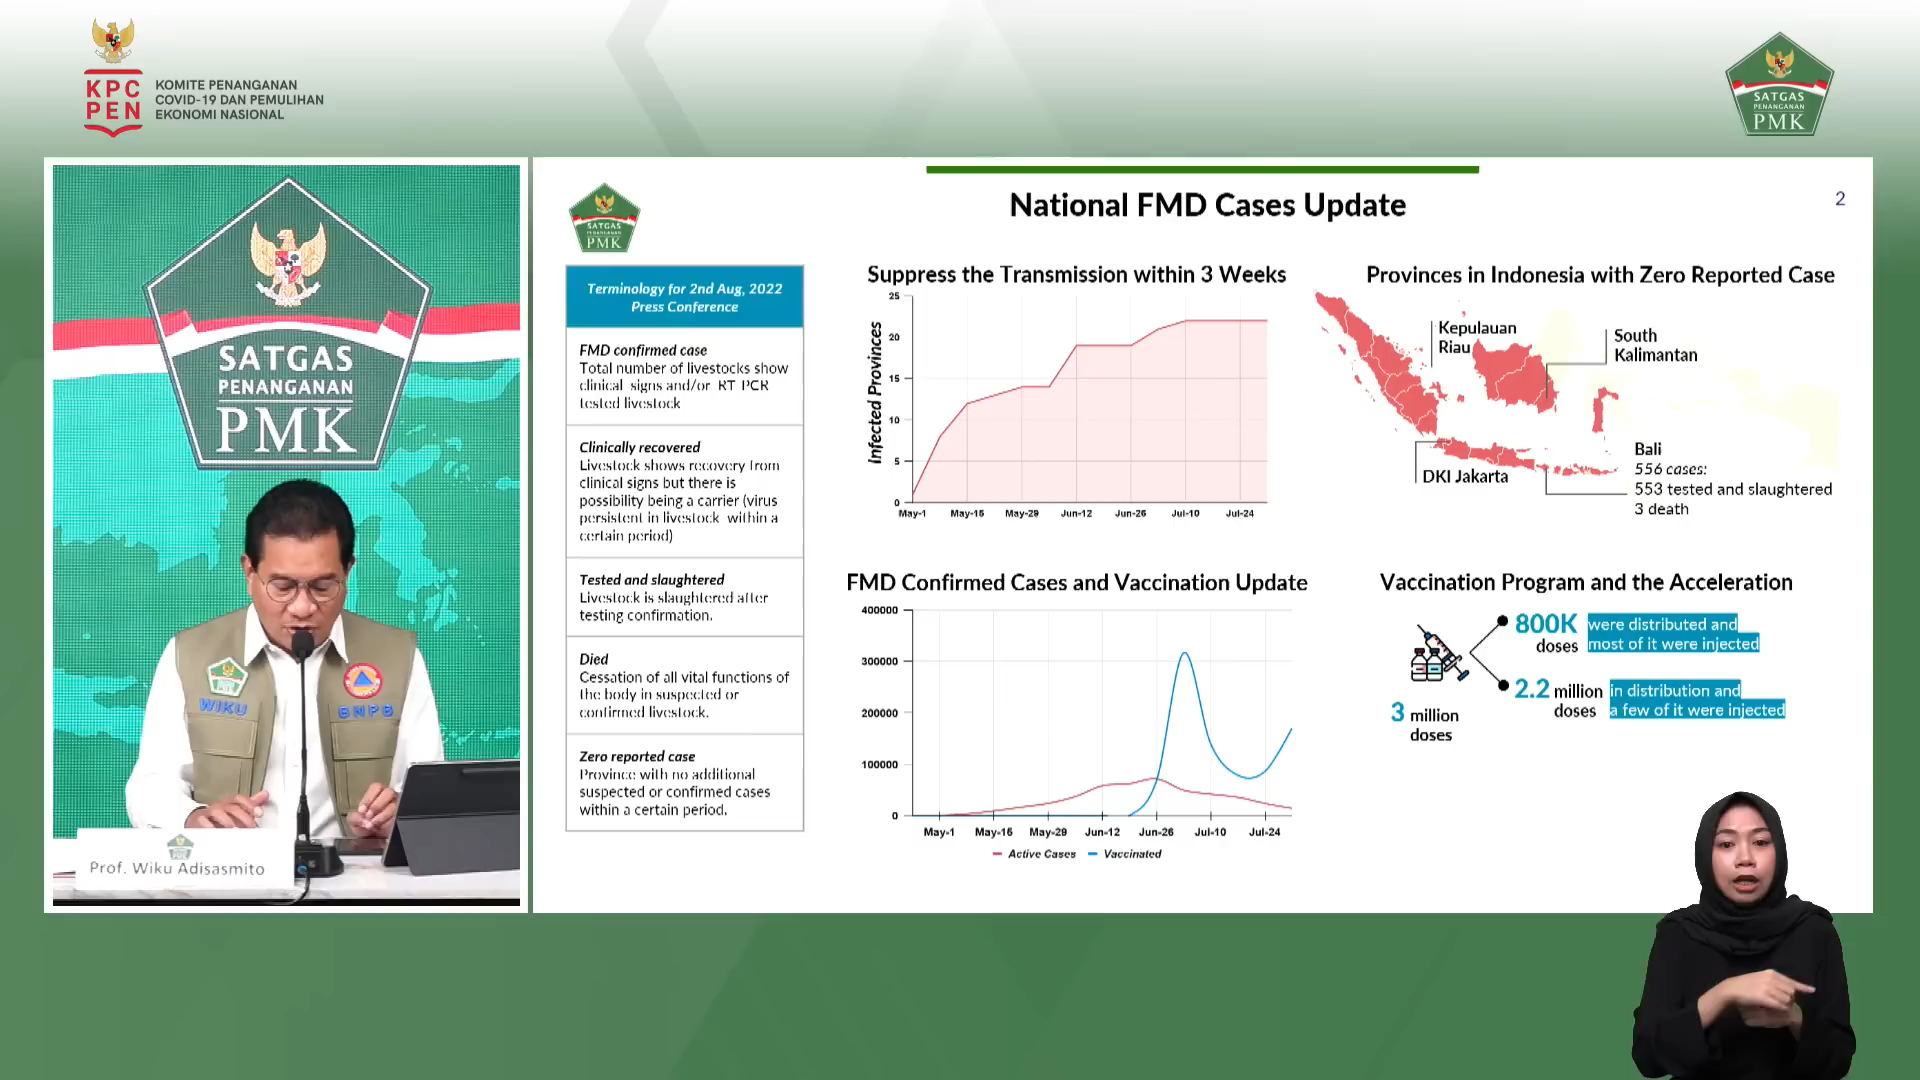 KPC
PEN
KOMITE PENANGANAN
COVID-19 DAN PEMULIHAN
EKONOMI NASIONAL
SATGAS
PENANGANAN
PMK
SATGAS
PENANGANAN
PMK
WIKU
BNPB
Prof. Wiku Adisasmito
SATGAS
PENANGANAN
PMK
National FMD Cases Update
2
Terminology for 2nd Aug, 2022
Press Conference
FMD confirmed case
Total number of livestocks show
clinical signs and/or RT PCR
tested livestock
Clinically recovered
Livestock shows recovery from
clinical signs but there is
possibility being a carrier (virus
persistent in livestock within a
certain period)
Tested and slaughtered
Livestock is slaughtered after
testing confirmation.
Died
Cessation of all vital functions of
the body in suspected or
confirmed livestock.
Zero reported case
Province with no additional
suspected or confirmed cases
within a certain period.
Suppress the Transmission within 3 Weeks
Infected Provinces
25
20
15
10
5
0
May-1
May-15
May-29
Jun-12
Jun-26
Jul-10
Jul-24
Provinces in Indonesia with Zero Reported Case
Kepulauan
Riau
South
Kalimantan
DKI Jakarta
Bali
556 cases:
553 tested and slaughtered
3 death
FMD Confirmed Cases and Vaccination Update
400000
300000
200000
100000
0
May-1
May-15
May-29
Jun-12
Jun-26
Jul-10
Jul-24
Active Cases
Vaccinated
Vaccination Program and the Acceleration
800K
doses
were distributed and
most of it were injected
2.2 million
doses
in distribution and
a few of it were injected
3 million
doses